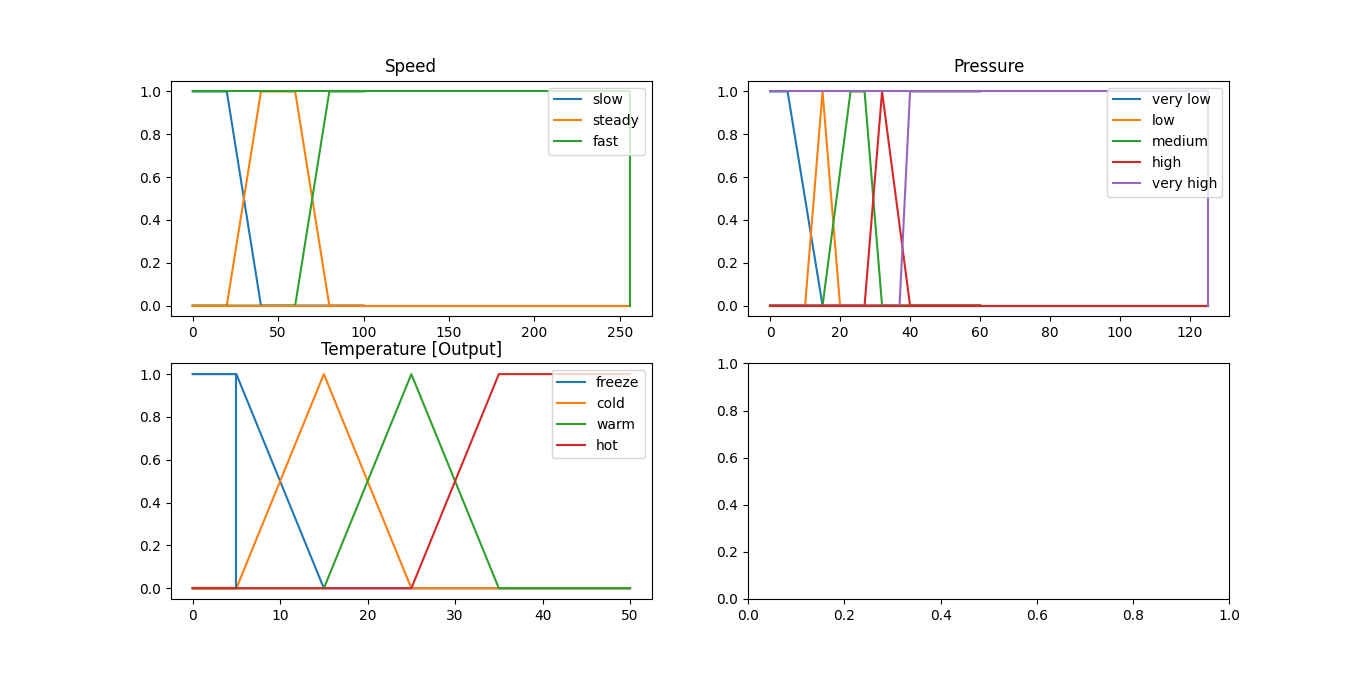 Speed
1.0
0.8
0.6
0.4
0.2
0.0
slow
steady
fast
0 50 100 150 200 250
Pressure
1.0
0.8
0.6
0.4
0.2
0.0
very low
low
medium
high
very high
0 20 40 60 80 100 120
Temperature [Output]
1.0
0.8
0.6
0.4
0.2
0.0
freeze
cold
warm
hot
0 10 20 30 40 50
1.0
0.8
0.6
0.4
0.2
0.0
0.0 0.2 0.4 0.6 0.8 1.0